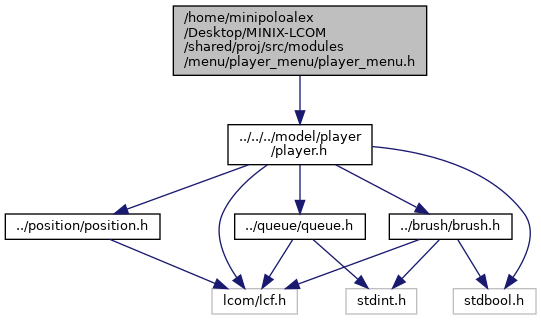 /home/minipoloalex
/Desktop/MINIX-LCOM
/shared/proj/src/modules
/menu/player_menu/player_menu.h
../../../model/player
/player.h
../position/position.h
../queue/queue.h
../brush/brush.h
lcom/lcf.h
stdint.h
stdbool.h